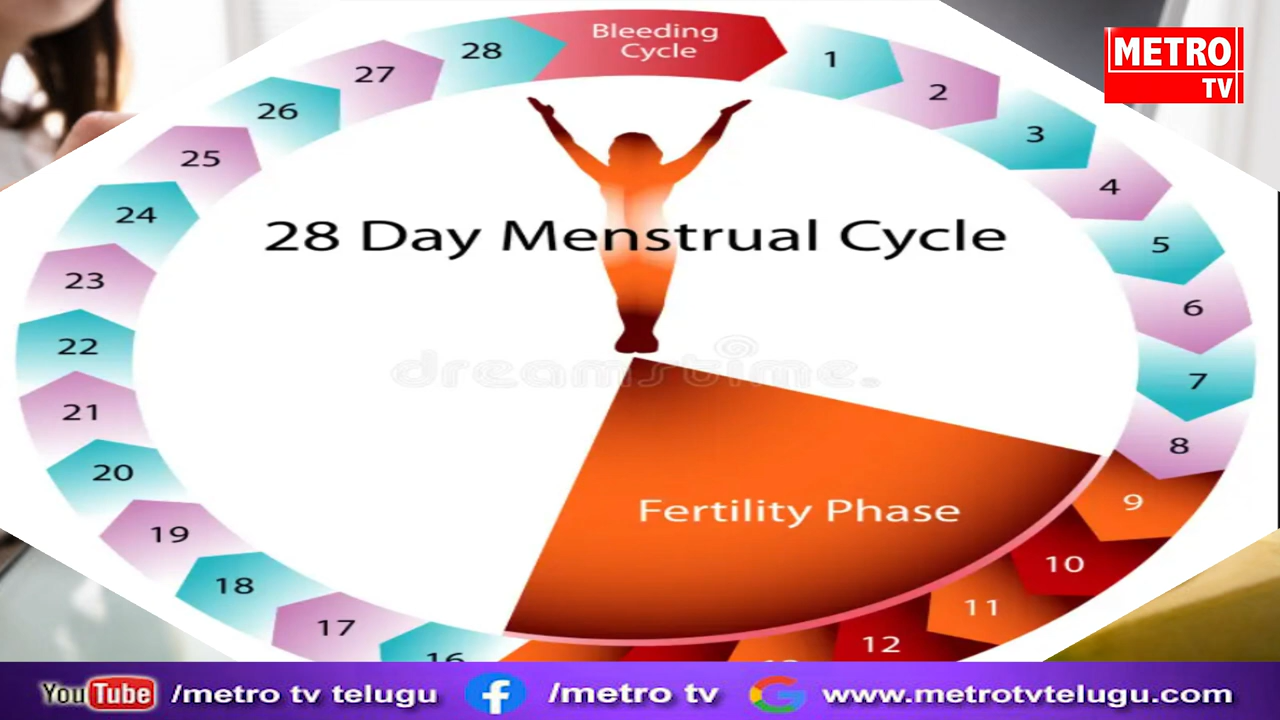 Bleeding
Cycle
1
2
3
4
5
6
7
8
9
10
11
12
16
17
18
19
20
21
22
23
24
25
26
27
28
METRO
TV
28 Day Menstrual Cycle
dreamstime.
Fertility Phase
YouTube /metro tv telugu
/metro tv
www.metrotvtelugu.com